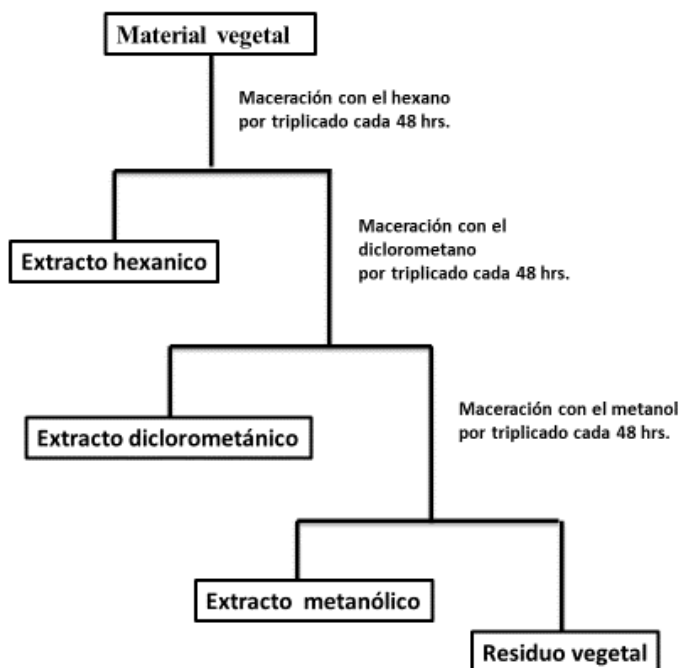 Material vegetal
Maceración con el hexano
por triplicado cada 48 hrs.
Maceración con el
diclorometano
por triplicado cada 48 hrs.
Extracto hexanico
Maceración con el metanol
por triplicado cada 48 hrs.
Extracto diclorometánico
Extracto metanólico
Residuo vegetal